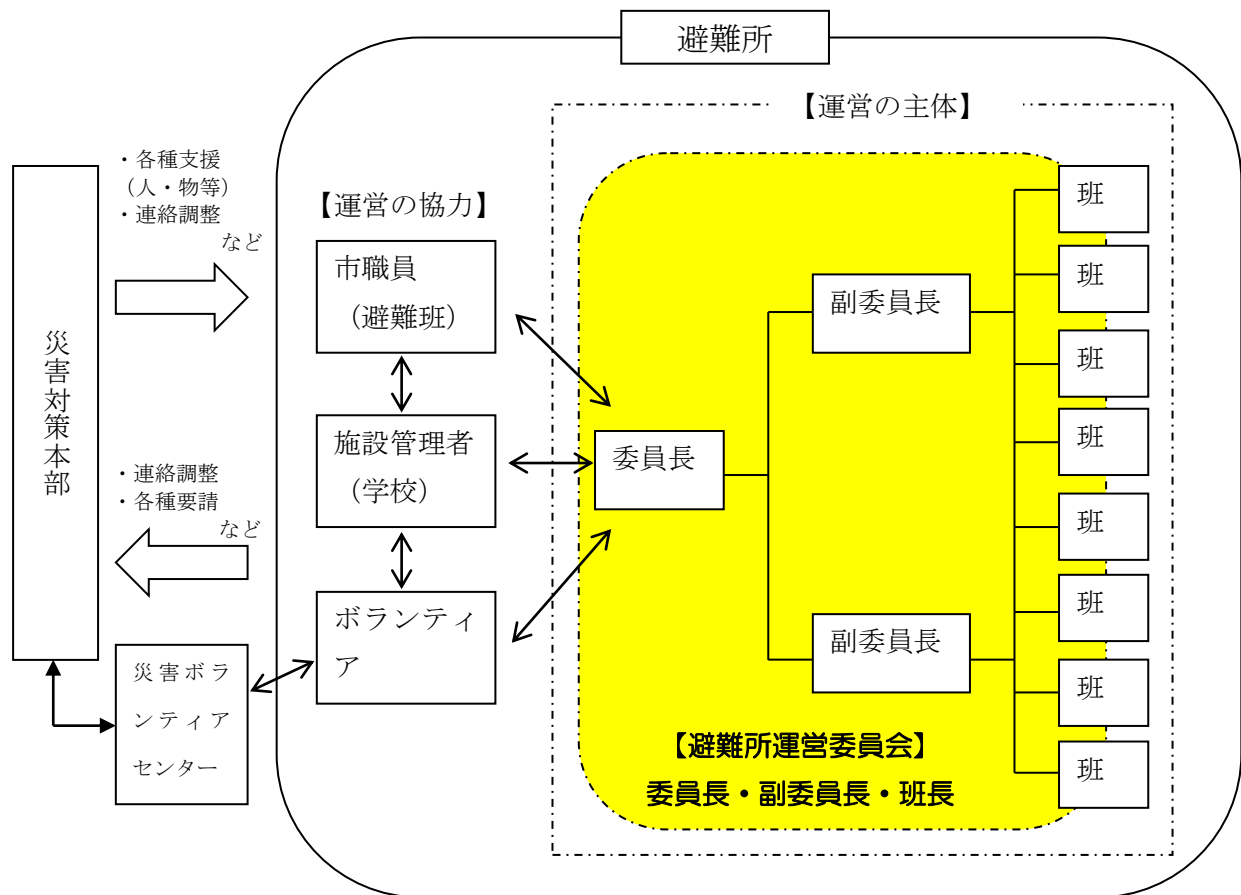 避難所
【運営の主体】
・各種支援
（人・物等）
・連絡調整
など
災害対策本部
・連絡調整
・各種要請
など
災害ボラ
ンティア
センター
【運営の協力】
市職員
（避難班）
施設管理者
（学校）
ボランティ
ア
委員長
副委員長
副委員長
班
班
班
班
班
班
班
班
【避難所運営委員会】
委員長・副委員長・班長